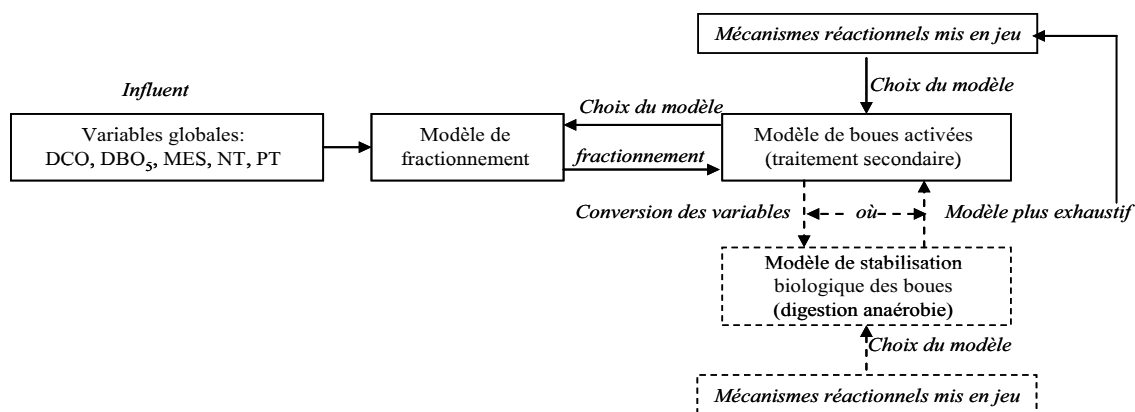 Mécanismes réactionnels mis en jeu
Influent
Choix du modèle
Choix du modèle
Variables globales:
DCO, DBO₅, MES, NT, PT
Modèle de
fractionnement
fractionnement
Modèle de boues activées
(traitement secondaire)
Conversion des variables
où
Modèle plus exhaustif
Modèle de stabilisation
biologique des boues
(digestion anaérobie)
Choix du modèle
Mécanismes réactionnels mis en jeu